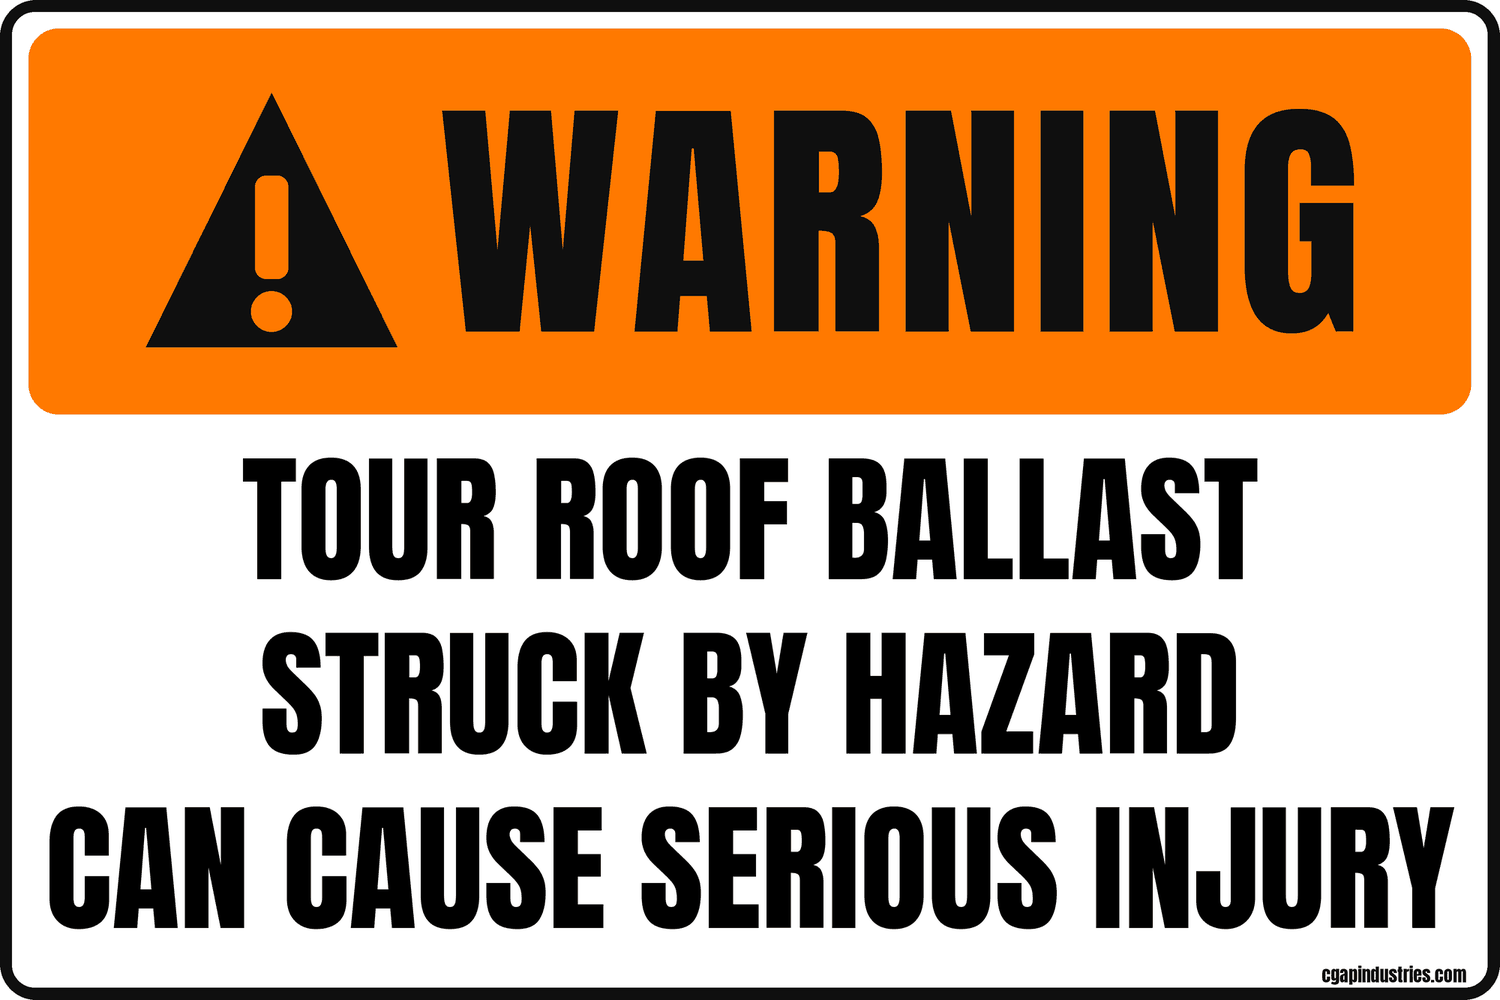 WARNING
TOUR ROOF BALLAST
STRUCK BY HAZARD
CAN CAUSE SERIOUS INJURY
cgapindustries.com